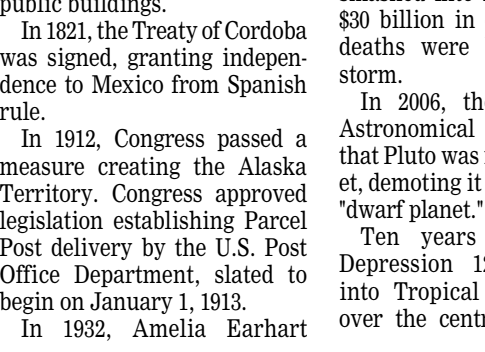 public buildings.
In 1821, the Treaty of Cordoba
was signed, granting indepen-
dence to Mexico from Spanish
rule.
In 1912, Congress passed a
measure creating the Alaska
Territory. Congress approved
legislation establishing Parcel
Post delivery by the U.S. Post
Office Department, slated to
begin on January 1, 1913.
In 1932, Amelia Earhart
$30 billion in
deaths were
storm.
In 2006, the
Astronomical
that Pluto was
et, demoting it
"dwarf planet."
Ten years
Depression 12
into Tropical
over the centr